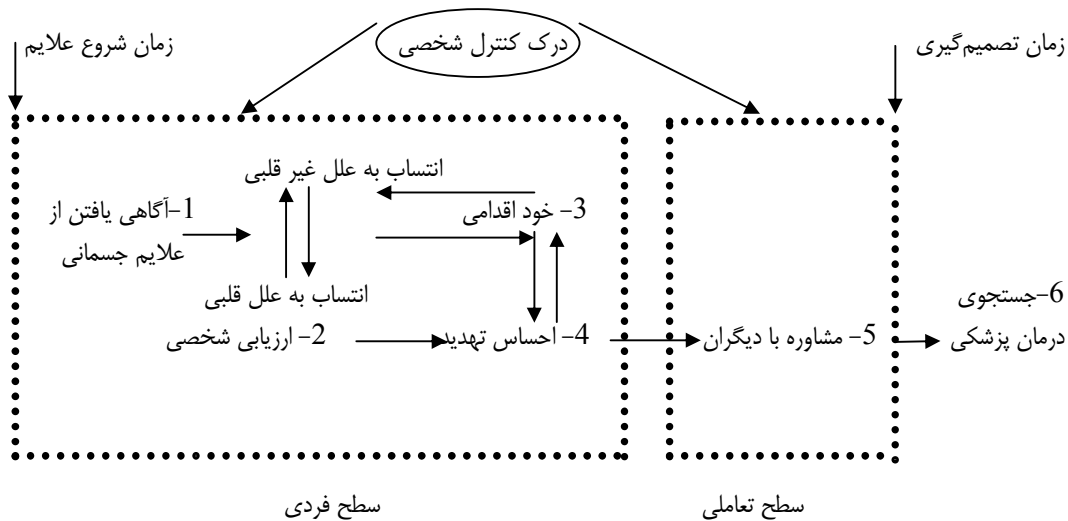 درک کنترل شخصی
زمان شروع علایم
زمان تصمیم‌گیری
انتساب به علل غیر قلبی
1-آگاهی یافتن از
علایم جسمانی
3- خود اقدامی
انتساب به علل قلبی
2- ارزیابی شخصی
4- احساس تهدید
5- مشاوره با دیگران
6-جستجوی
درمان پزشکی
سطح فردی
سطح تعاملی